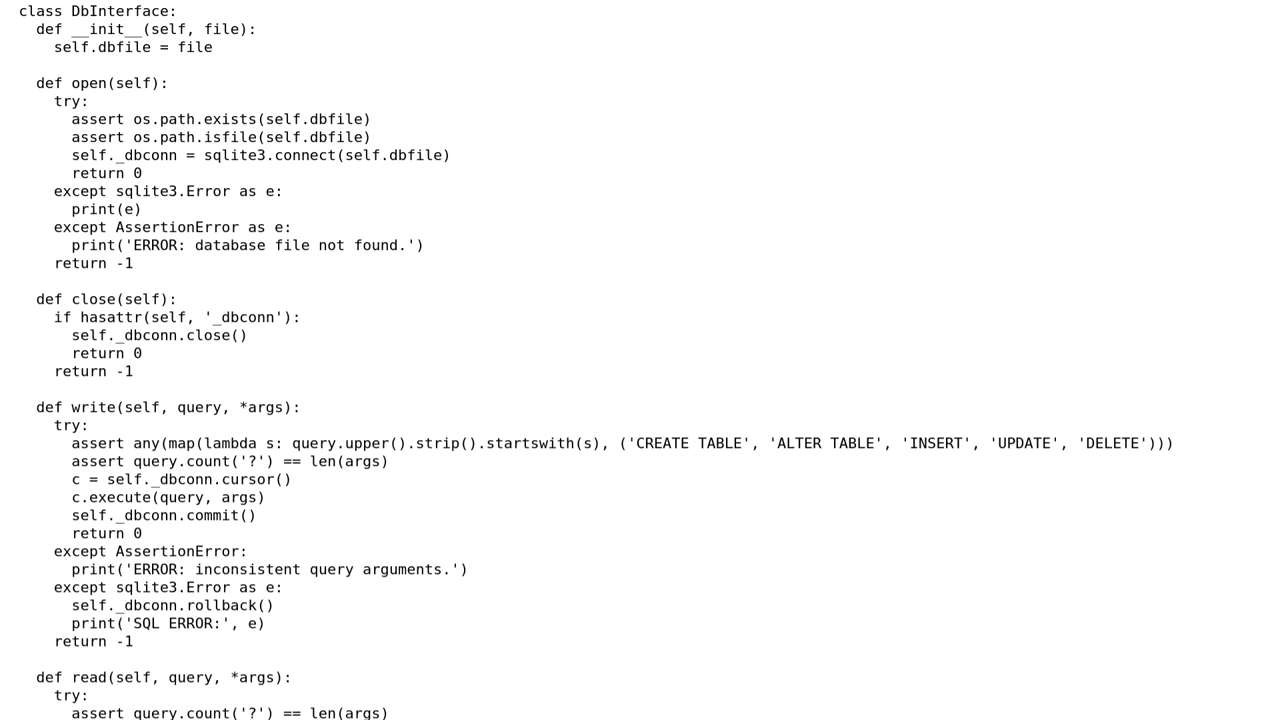 class DbInterface:
  def __init__(self, file):
    self.dbfile = file

  def open(self):
    try:
      assert os.path.exists(self.dbfile)
      assert os.path.isfile(self.dbfile)
      self._dbconn = sqlite3.connect(self.dbfile)
      return 0
    except sqlite3.Error as e:
      print(e)
    except AssertionError as e:
      print('ERROR: database file not found.')
    return -1

  def close(self):
    if hasattr(self, '_dbconn'):
      self._dbconn.close()
      return 0
    return -1

  def write(self, query, *args):
    try:
      assert any(map(lambda s: query.upper().strip().startswith(s), ('CREATE TABLE', 'ALTER TABLE', 'INSERT', 'UPDATE', 'DELETE')))
      assert query.count('?') == len(args)
      c = self._dbconn.cursor()
      c.execute(query, args)
      self._dbconn.commit()
      return 0
    except AssertionError:
      print('ERROR: inconsistent query arguments.')
    except sqlite3.Error as e:
      self._dbconn.rollback()
      print('SQL ERROR:', e)
    return -1

  def read(self, query, *args):
    try:
      assert query.count('?') == len(args)